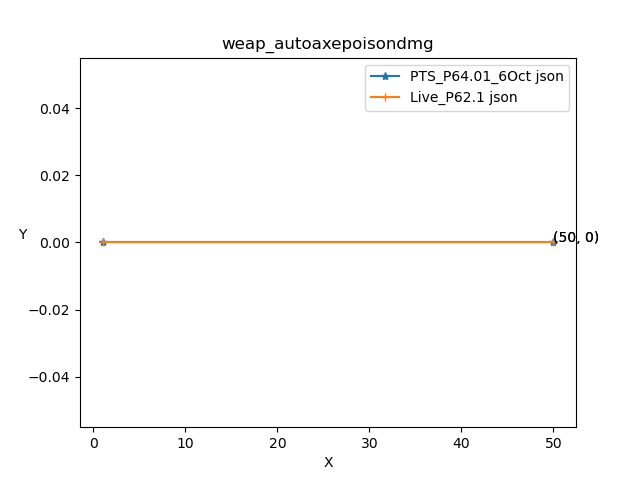 weap_autoaxepoisondmg
PTS_P64.01_6Oct json
Live_P62.1 json
0.04
0.02
Y
0.00
(50, 0)
−0.02
−0.04
0
10
20
30
40
50
X